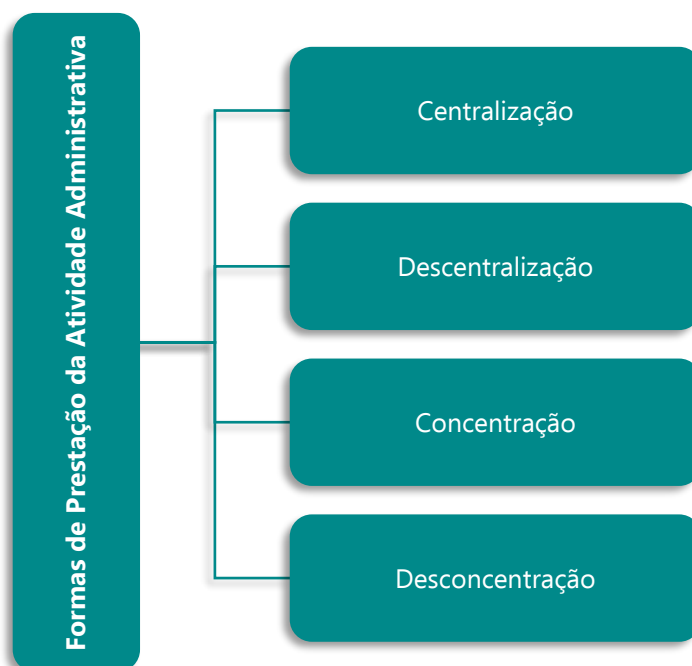 Formas de Prestação da Atividade Administrativa
Centralização
Descentralização
Concentração
Desconcentração